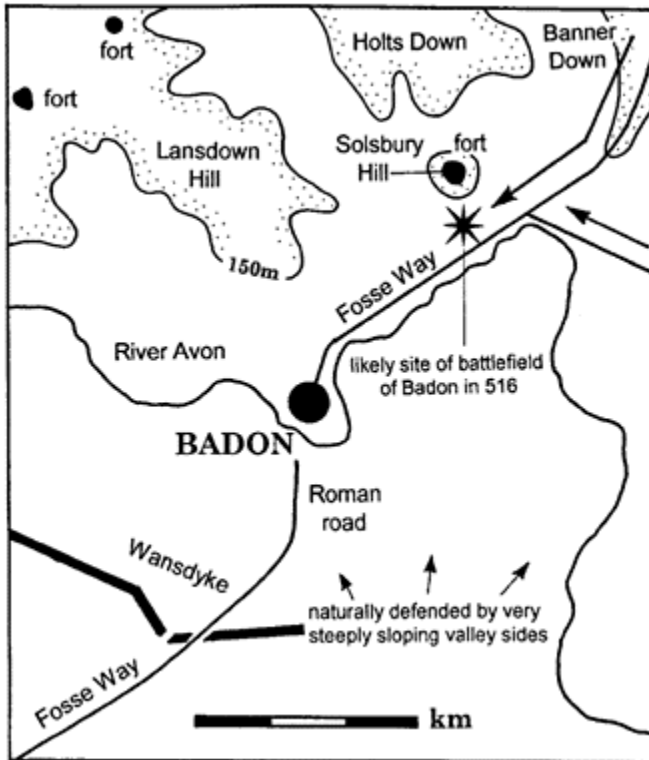 fort
Holts Down
Banner
Down
fort
Lansdown
Hill
Solsbury
Hill
fort
150m
Fosse Way
River Avon
likely site of battlefield
of Badon in 516
BADON
Roman
road
Wansdyke
naturally defended by very
steeply sloping valley sides
Fosse Way
km